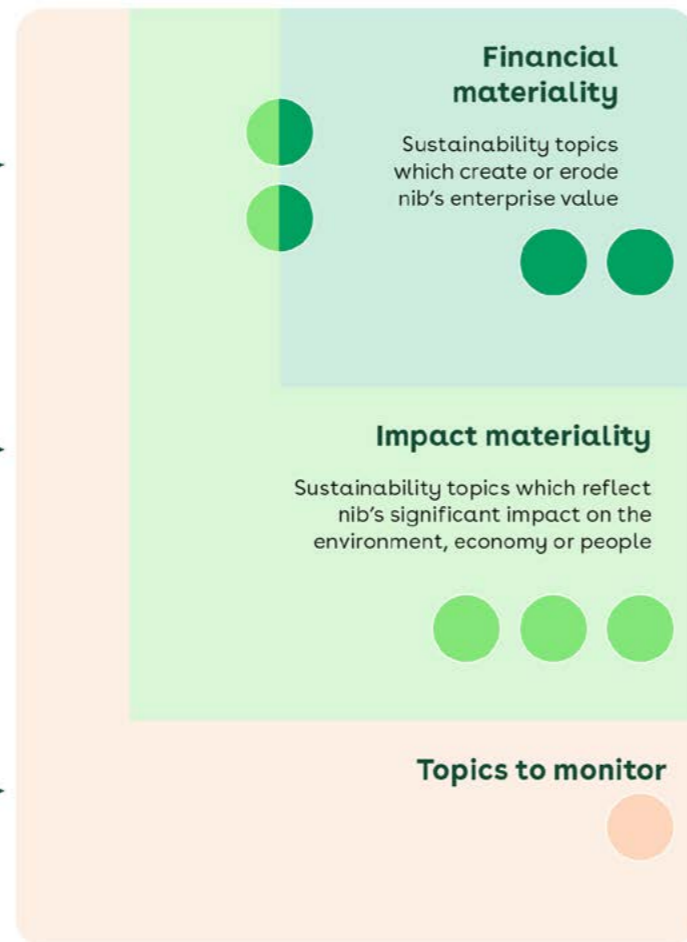 Financial
materiality
Sustainability topics
which create or erode
nib's enterprise value
Impact materiality
Sustainability topics which reflect
nib's significant impact on the
environment, economy or people
Topics to monitor